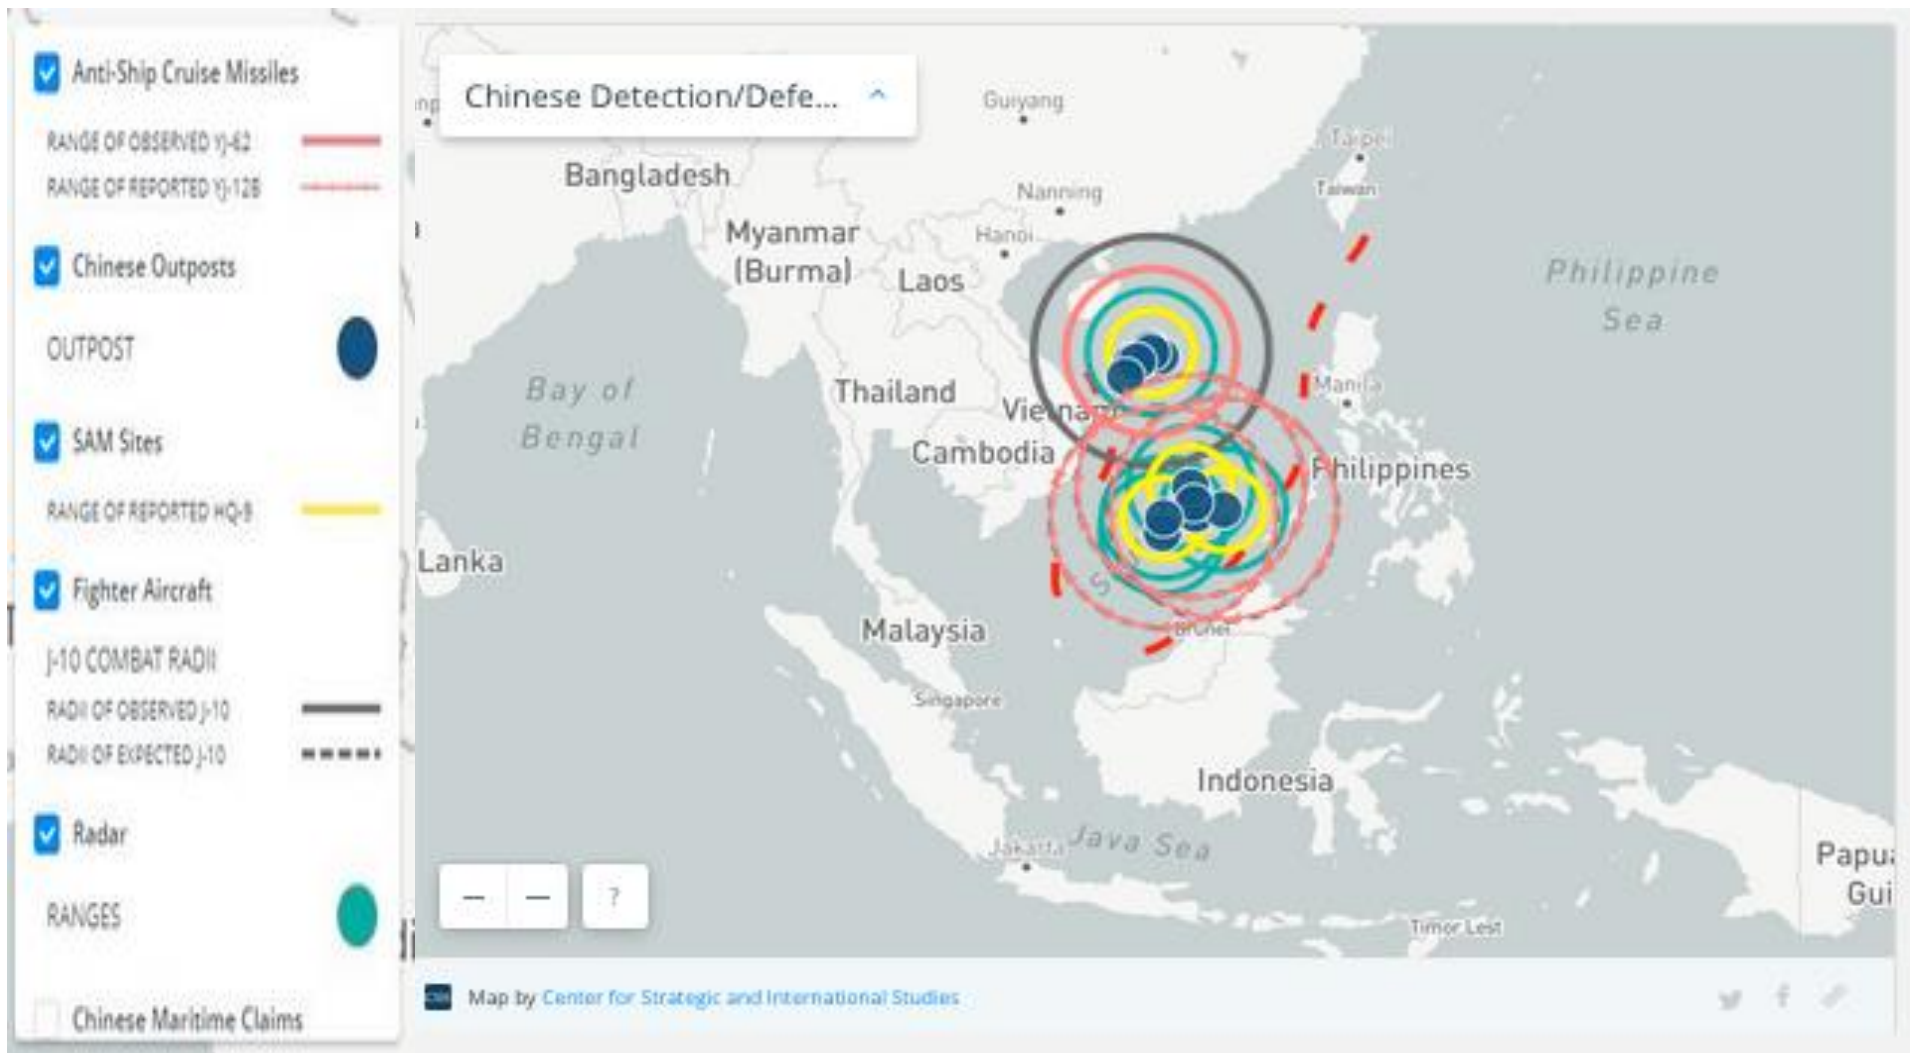 Anti-Ship Cruise Missiles
RANGE OF OBSERVED YJ-62
RANGE OF REPORTED YJ-12B
Chinese Outposts
OUTPOST
SAM Sites
RANGE OF REPORTED HQ-9
Fighter Aircraft
J-10 COMBAT RADII
RADII OF OBSERVED J-10
RADII OF EXPECTED J-10
Radar
RANGES
Chinese Maritime Claims
Chinese Detection/Defe...
Guiyang
Taipei
Bangladesh
Nanning
Taiwan
Myanmar
(Burma)
Hanoi
Laos
Philippine
Sea
Bay of
Bengal
Thailand
Vietnam
Manila
Cambodia
Philippines
Lanka
Malaysia
Brunei
Singapore
Indonesia
Jakarta
Java Sea
Papua
Gui
Timor Lest
?
Map by Center for Strategic and International Studies